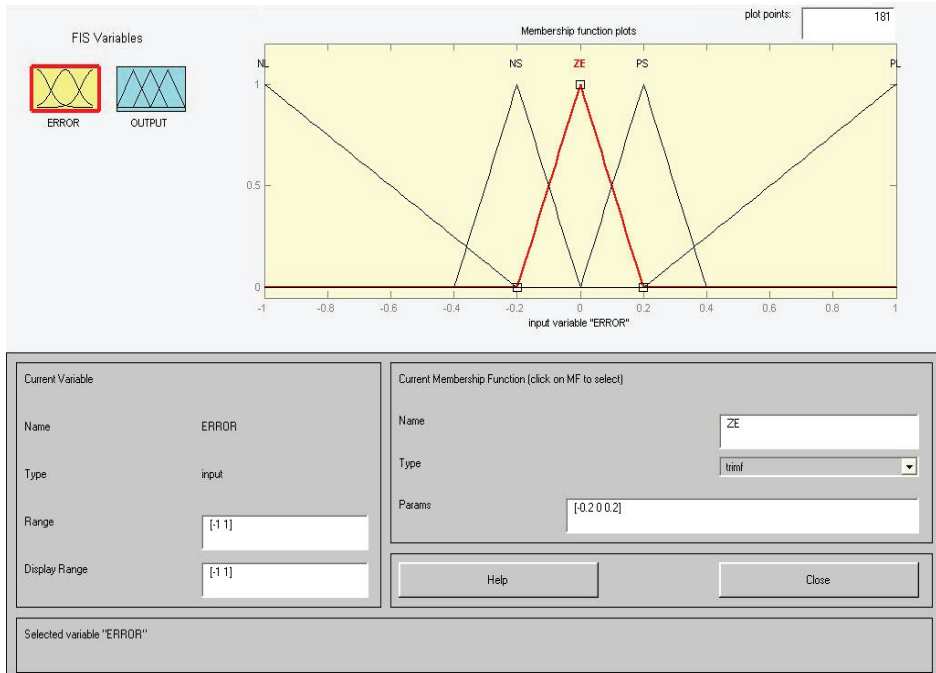 FIS Variables
ERROR
OUTPUT
plot points:
181
Membership function plots
NL
NS
ZE
PS
PL
1
0.5
0
-1
-0.8
-0.6
-0.4
-0.2
0
0.2
0.4
0.6
0.8
1
input variable "ERROR"
Current Variable
Name
ERROR
Type
input
Range
[-1 1]
Display Range
[-1 1]
Current Membership Function (click on MF to select)
Name
ZE
Type
trimf
Params
[-0.2 0 0.2]
Help
Close
Selected variable "ERROR"